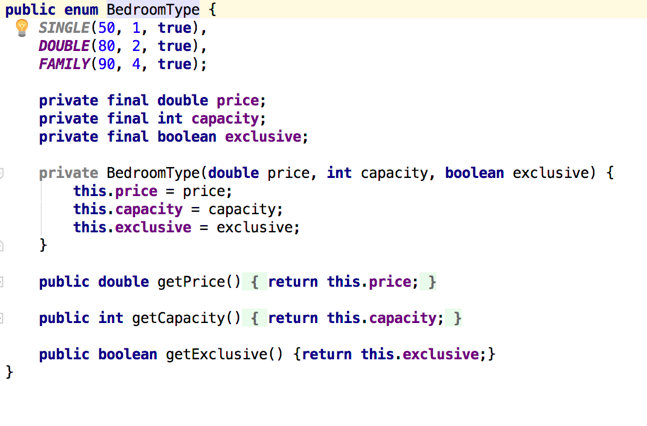 public enum BedroomType {
SINGLE(50, 1, true),
DOUBLE(80, 2, true),
FAMILY(90, 4, true);
private final double price;
private final int capacity;
private final boolean exclusive;
private BedroomType(double price, int capacity, boolean exclusive) {
this.price = price;
this.capacity = capacity;
this.exclusive = exclusive;
}
public double getPrice() { return this.price; }
public int getCapacity() { return this.capacity; }
public boolean getExclusive() {return this.exclusive;}
}